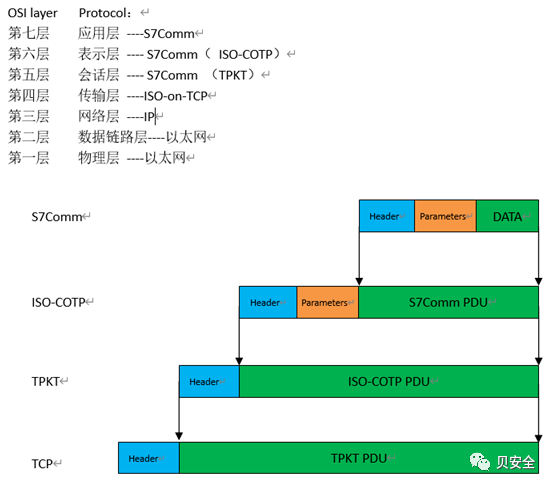 OSI layer Protocol：
第七层 应用层 ----S7Comm
第六层 表示层 ---- S7Comm（ ISO-COTP）
第五层 会话层 ---- S7Comm （TPKT）
第四层 传输层 ----ISO-on-TCP
第三层 网络层 ----IP
第二层 数据链路层----以太网
第一层 物理层 ----以太网
S7Comm Header Parameters DATA
ISO-COTP Header Parameters S7Comm PDU
TPKT Header ISO-COTP PDU
TCP Header TPKT PDU
贝安全